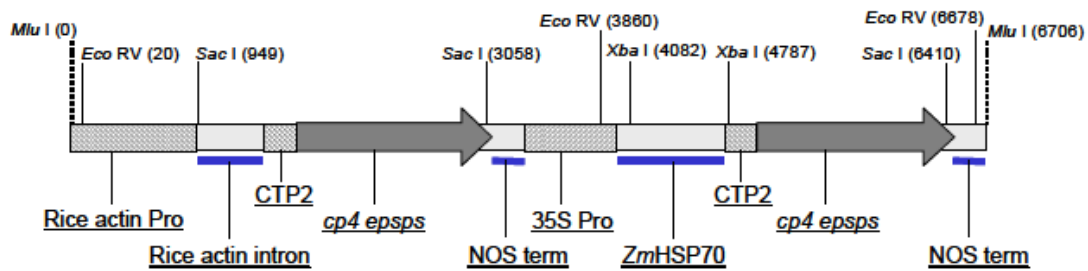 Eco RV (3860)
Eco RV (6678)
Mlu I (0)
Mlu I (6706)
Eco RV (20)
Sac I (949)
Sac I (3058)
Xba I (4082)
Xba I (4787)
Sac I (6410)
CTP2
CTP2
Rice actin Pro
cp4 epsps
35S Pro
cp4 epsps
Rice actin intron
NOS term
ZmHSP70
NOS term